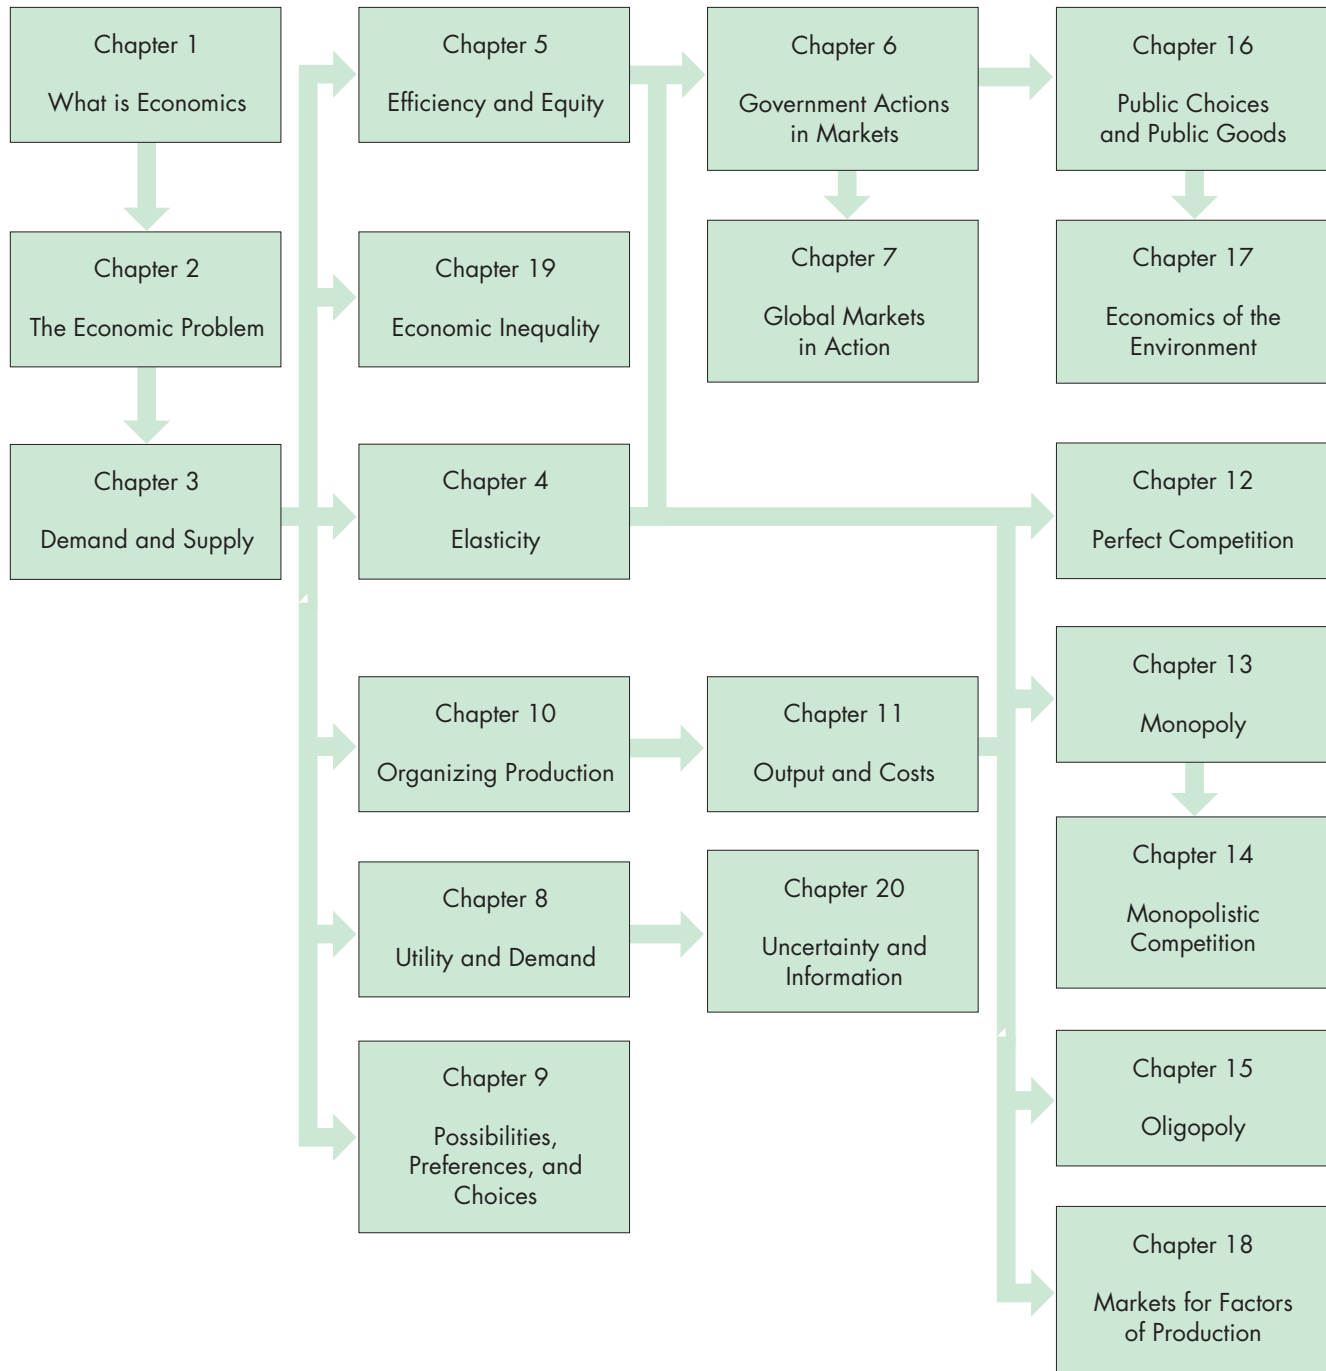 Chapter 1
What is Economics
Chapter 2
The Economic Problem
Chapter 3
Demand and Supply
Chapter 5
Efficiency and Equity
Chapter 19
Economic Inequality
Chapter 4
Elasticity
Chapter 10
Organizing Production
Chapter 8
Utility and Demand
Chapter 9
Possibilities,
Preferences, and
Choices
Chapter 6
Government Actions
in Markets
Chapter 7
Global Markets
in Action
Chapter 11
Output and Costs
Chapter 20
Uncertainty and
Information
Chapter 16
Public Choices
and Public Goods
Chapter 17
Economics of the
Environment
Chapter 12
Perfect Competition
Chapter 13
Monopoly
Chapter 14
Monopolistic
Competition
Chapter 15
Oligopoly
Chapter 18
Markets for Factors
of Production